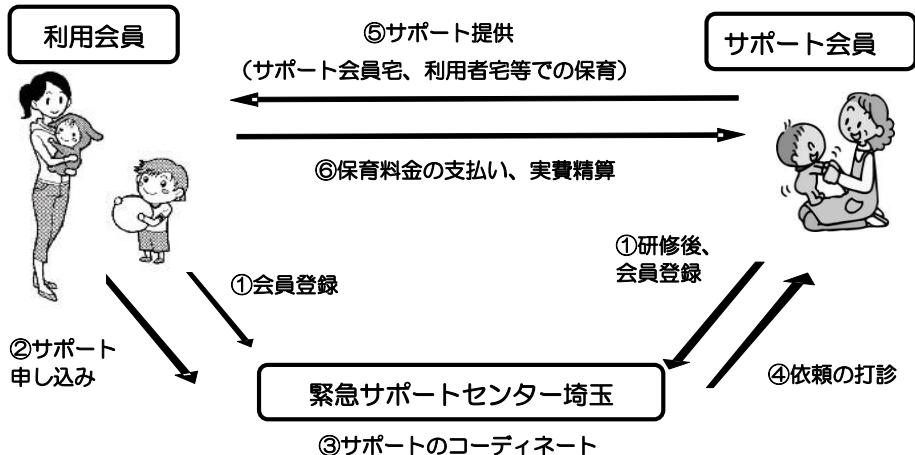 利用会員
⑤サポート提供
(サポート会員宅、利用者宅等での保育)
サポート会員
⑥保育料金の支払い、実費精算
①研修後、
会員登録
①会員登録
②サポート
申し込み
④依頼の打診
緊急サポートセンター埼玉
③サポートのコーディネート